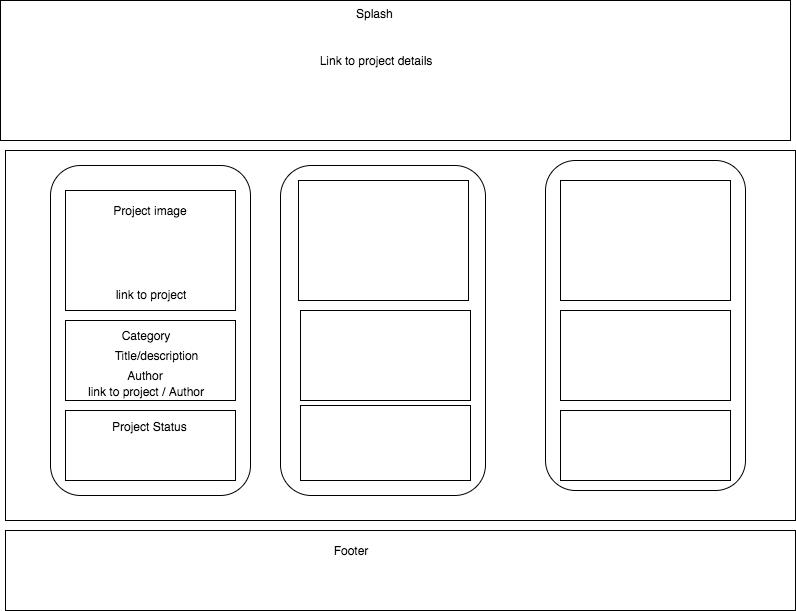 Splash
Link to project details
Project image
link to project
Category
Title/description
Author
link to project / Author
Project Status
Footer